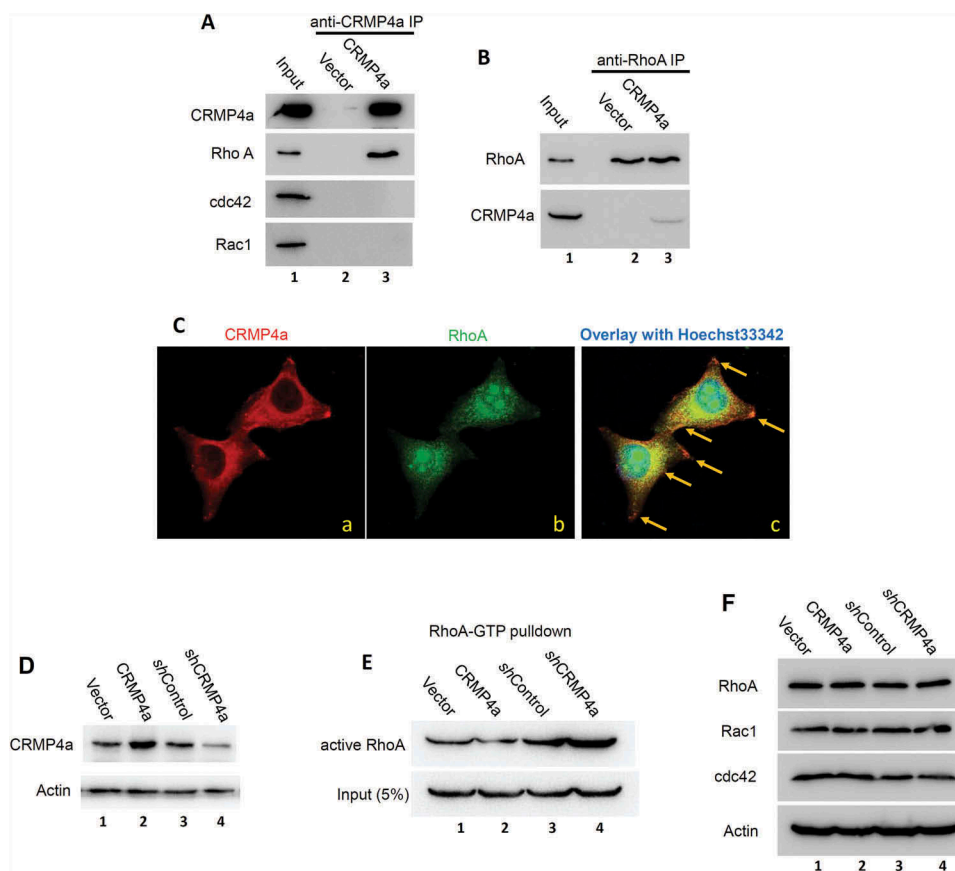 A
anti-CRMP4a IP
Input
Vector
CRMP4a
CRMP4a
Rho A
cdc42
Rac1
1 2 3
B
anti-RhoA IP
Input
Vector
CRMP4a
RhoA
CRMP4a
1 2 3
C
CRMP4a
RhoA
Overlay with Hoechst33342
a
b
c
D
Vector
CRMP4a
shControl
shCRMP4a
CRMP4a
Actin
1 2 3 4
E
RhoA-GTP pulldown
Vector
CRMP4a
shControl
shCRMP4a
active RhoA
Input (5%)
1 2 3 4
F
Vector
CRMP4a
shControl
shCRMP4a
RhoA
Rac1
cdc42
Actin
1 2 3 4